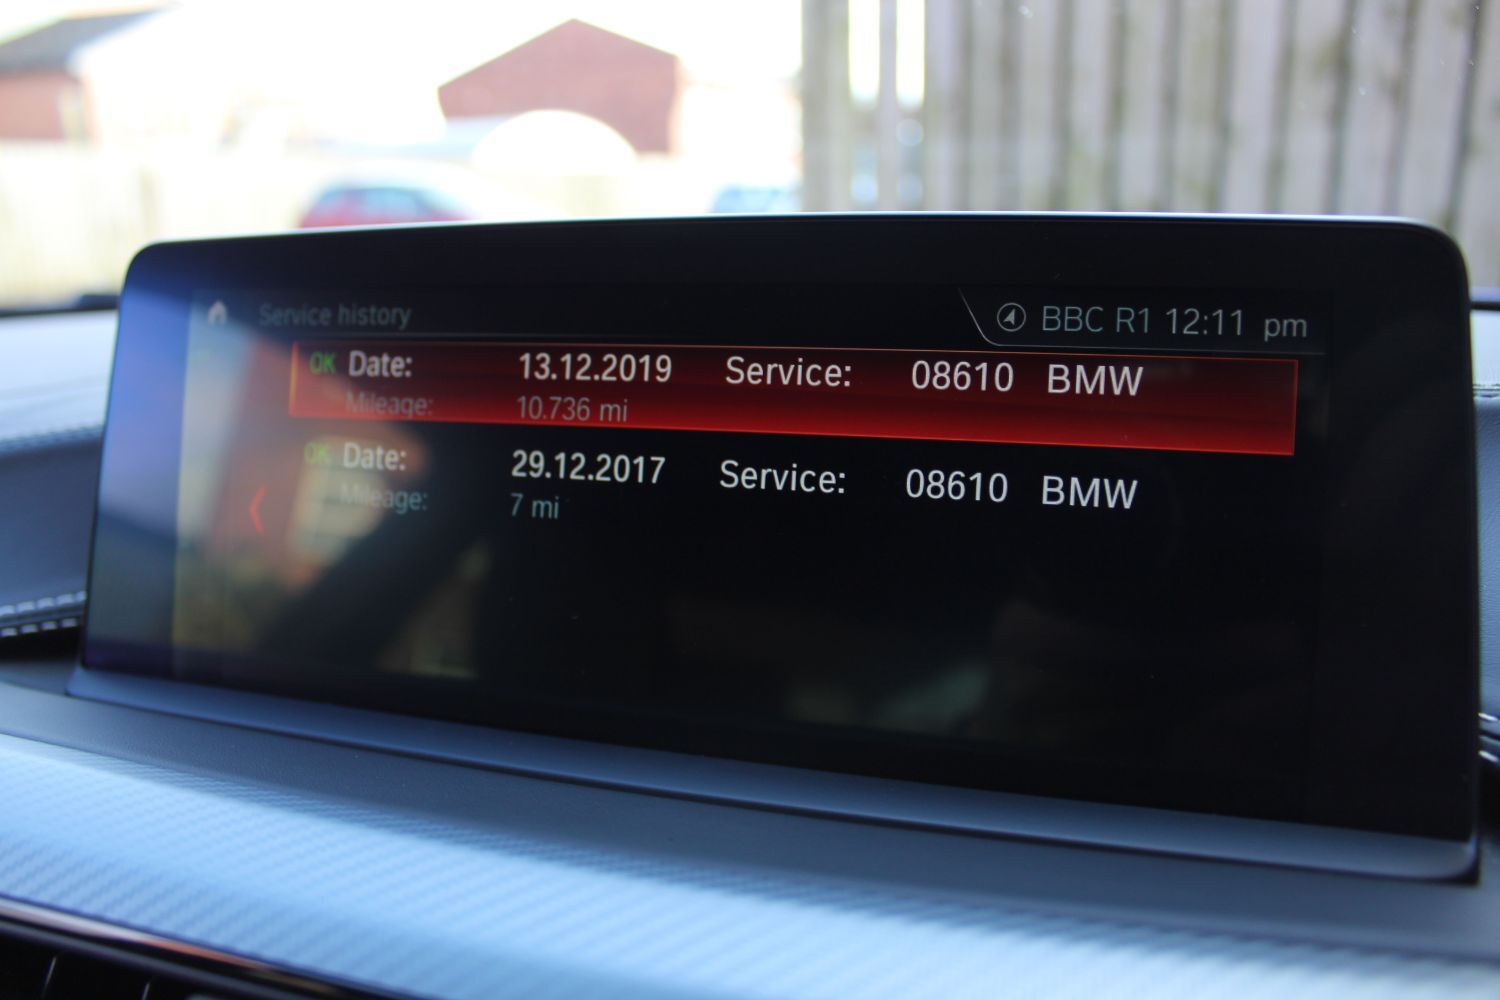 Service history BBC R1 12:11 pm
OK Date: 13.12.2019 Service: 08610 BMW
Mileage: 10.736 mi
OK Date: 29.12.2017 Service: 08610 BMW
Mileage: 7 mi